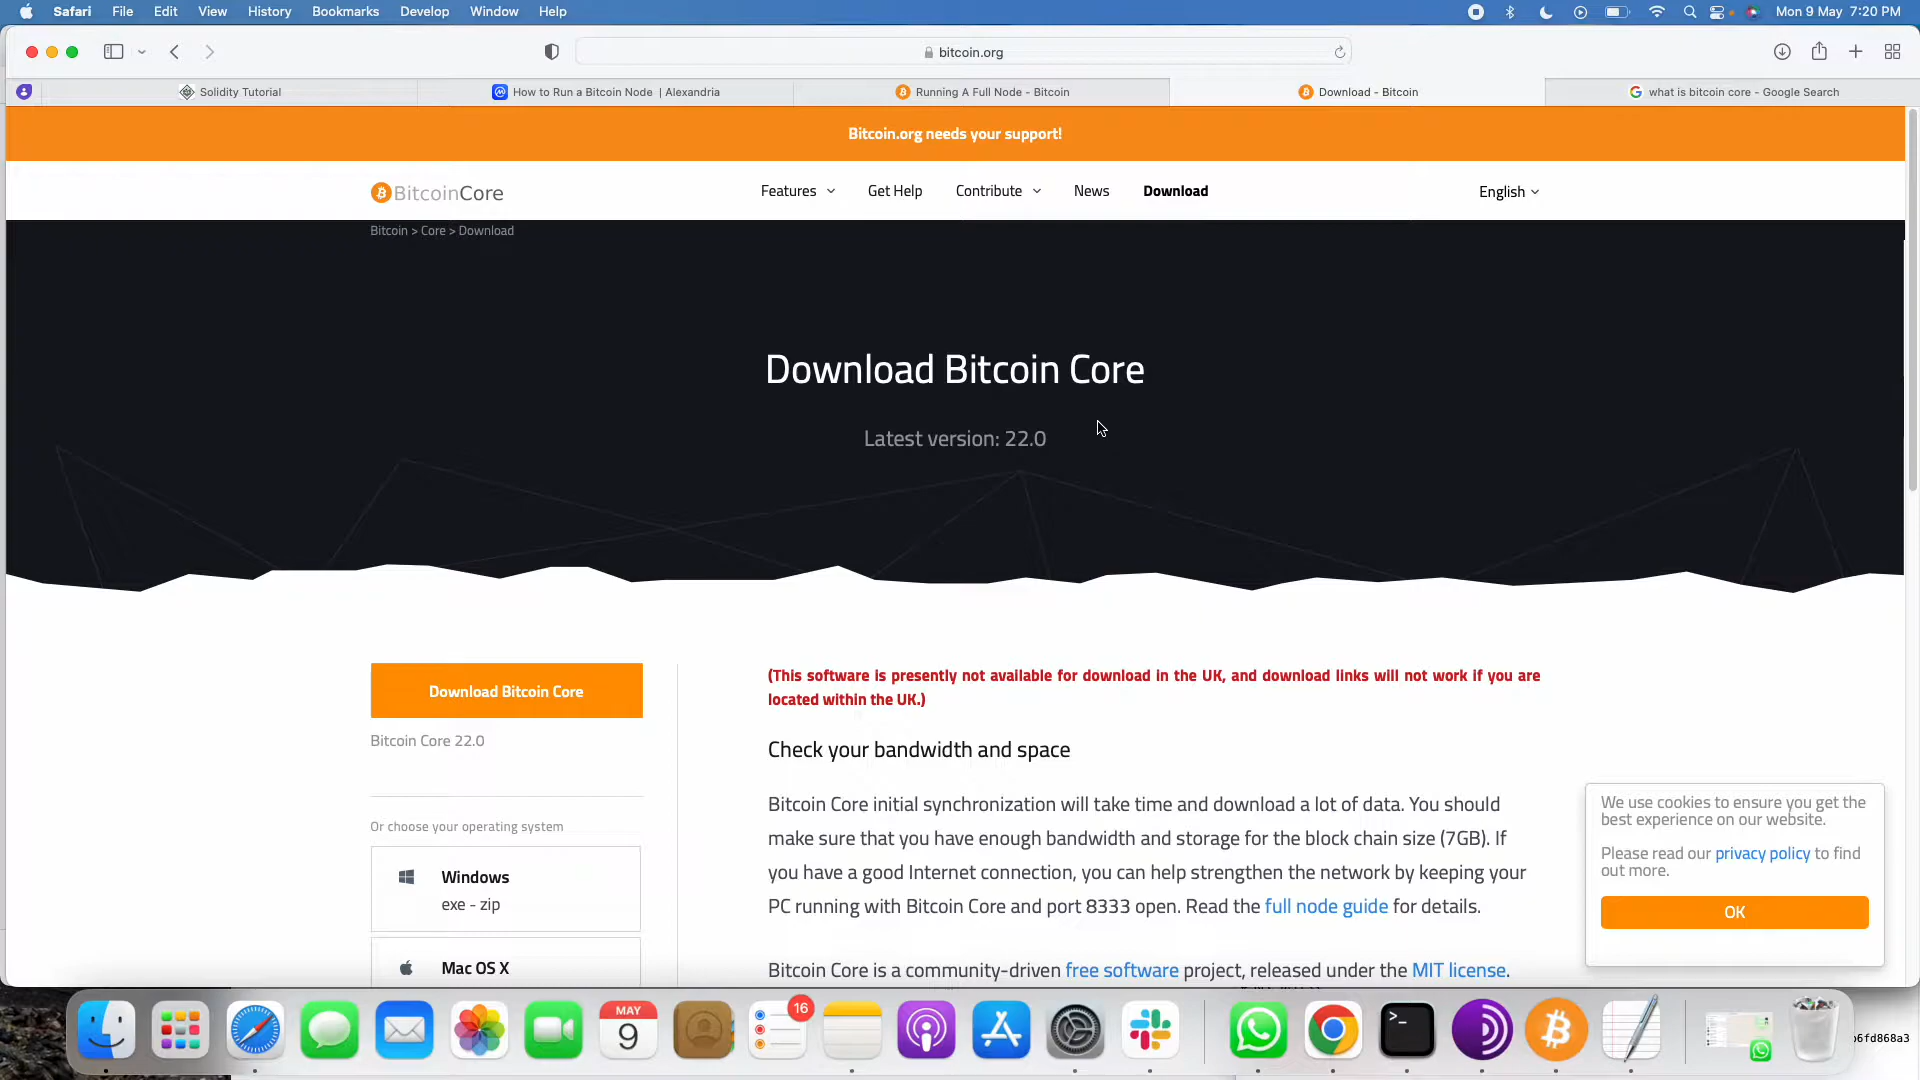 Safari File Edit View History Bookmarks Develop Window Help Mon 9 May 7:20 PM
bitcoin.org
Solidity Tutorial How to Run a Bitcoin Node | Alexandria Running A Full Node - Bitcoin Download - Bitcoin what is bitcoin core - Google Search
Bitcoin.org needs your support!
BitcoinCore Features Get Help Contribute News Download English
Bitcoin > Core > Download
Download Bitcoin Core
Latest version: 22.0
Download Bitcoin Core
Bitcoin Core 22.0
Or choose your operating system
Windows
exe - zip
Mac OS X
(This software is presently not available for download in the UK, and download links will not work if you are
located within the UK.)
Check your bandwidth and space
Bitcoin Core initial synchronization will take time and download a lot of data. You should
make sure that you have enough bandwidth and storage for the block chain size (7GB). If
you have a good Internet connection, you can help strengthen the network by keeping your
PC running with Bitcoin Core and port 8333 open. Read the full node guide for details.
Bitcoin Core is a community-driven free software project, released under the MIT license.
We use cookies to ensure you get the
best experience on our website.
Please read our privacy policy to find
out more.
OK
16
MAY
9
>_
b6fd868a3